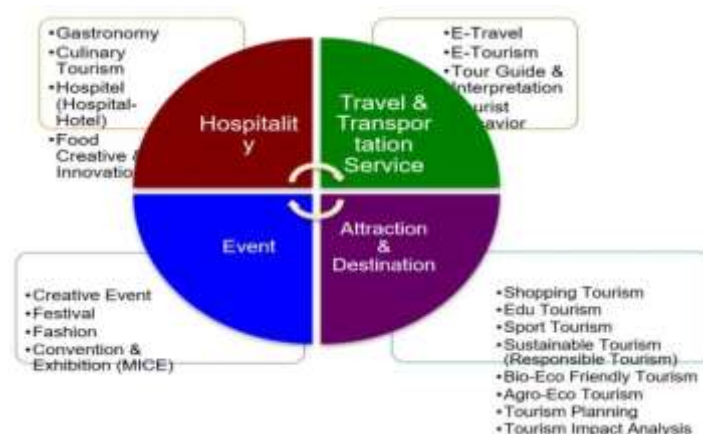 •Gastronomy
•Culinary
Tourism
•Hospitel
(Hospital-
Hotel)
•Food
Creative &
Innovation
Hospitalit
y
•E-Travel
•E-Tourism
•Tour Guide &
Interpretation
Travel &
Transpor
tation
Service
Event
•Creative Event
•Festival
•Fashion
•Convention &
Exhibition (MICE)
Attraction
&
Destination
•Shopping Tourism
•Edu Tourism
•Sport Tourism
•Sustainable Tourism
(Responsible Tourism)
•Bio-Eco Friendly Tourism
•Agro-Eco Tourism
•Tourism Planning
•Tourism Impact Analysis